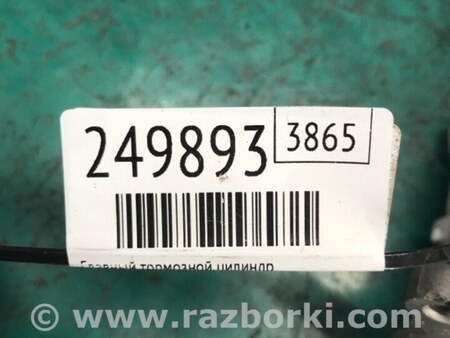 249893 3865
Главный тормозной цилиндр
© www.razborki.com